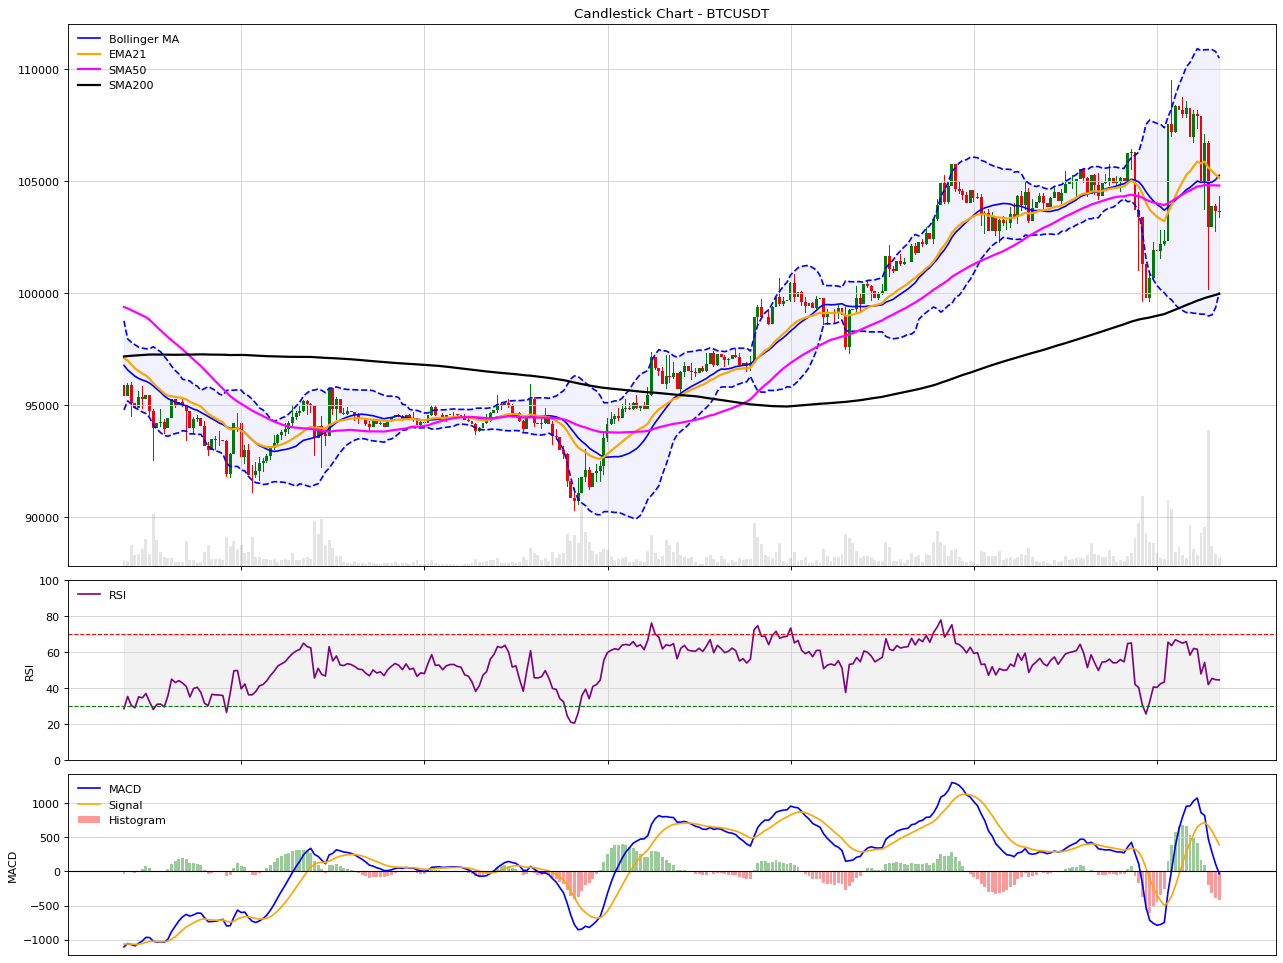 Candlestick Chart - BTCUSDT
Bollinger MA
EMA21
SMA50
SMA200
110000
105000
100000
95000
90000
RSI
100
80
60
40
20
0
RSI
MACD
Signal
Histogram
1000
500
0
−500
−1000
MACD